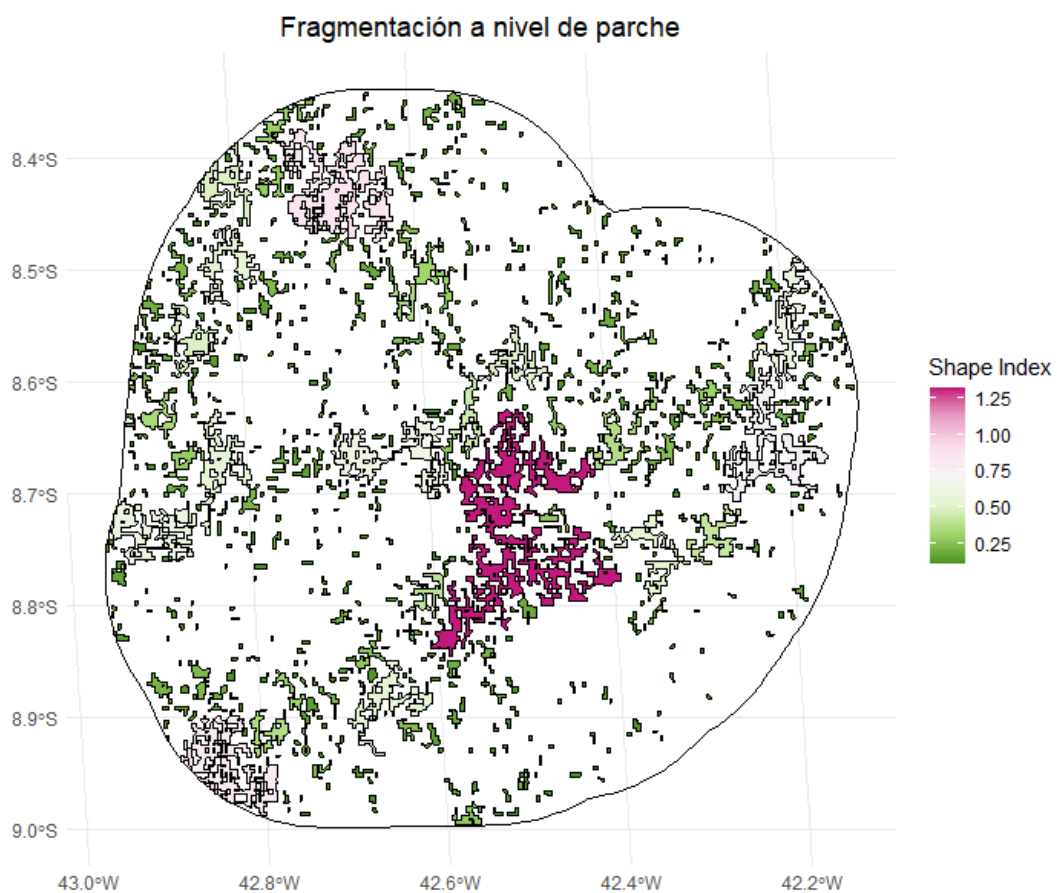 Fragmentación a nivel de parche
8.4°S
8.5°S
8.6°S
8.7°S
8.8°S
8.9°S
9.0°S
43.0°W
42.8°W
42.6°W
42.4°W
42.2°W
Shape Index
1.25
1.00
0.75
0.50
0.25